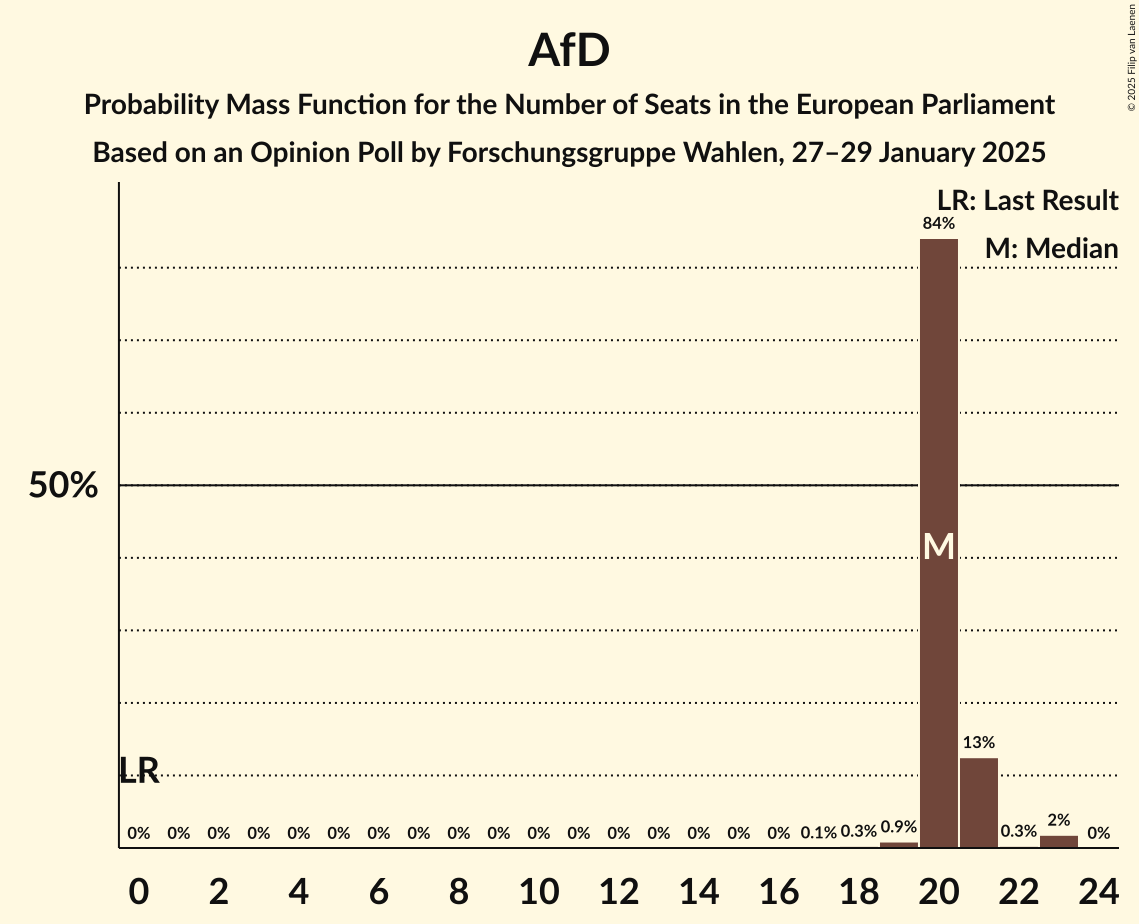 AfD
Probability Mass Function for the Number of Seats in the European Parliament
Based on an Opinion Poll by Forschungsgruppe Wahlen, 27–29 January 2025
© 2025 Filip van Laenen
LR: Last Result
M: Median
84%
50%
M
13%
LR
0% 0% 0% 0% 0% 0% 0% 0% 0% 0% 0% 0% 0% 0% 0% 0% 0% 0.1% 0.3% 0.9% 0.3% 2% 0%
0 2 4 6 8 10 12 14 16 18 20 22 24